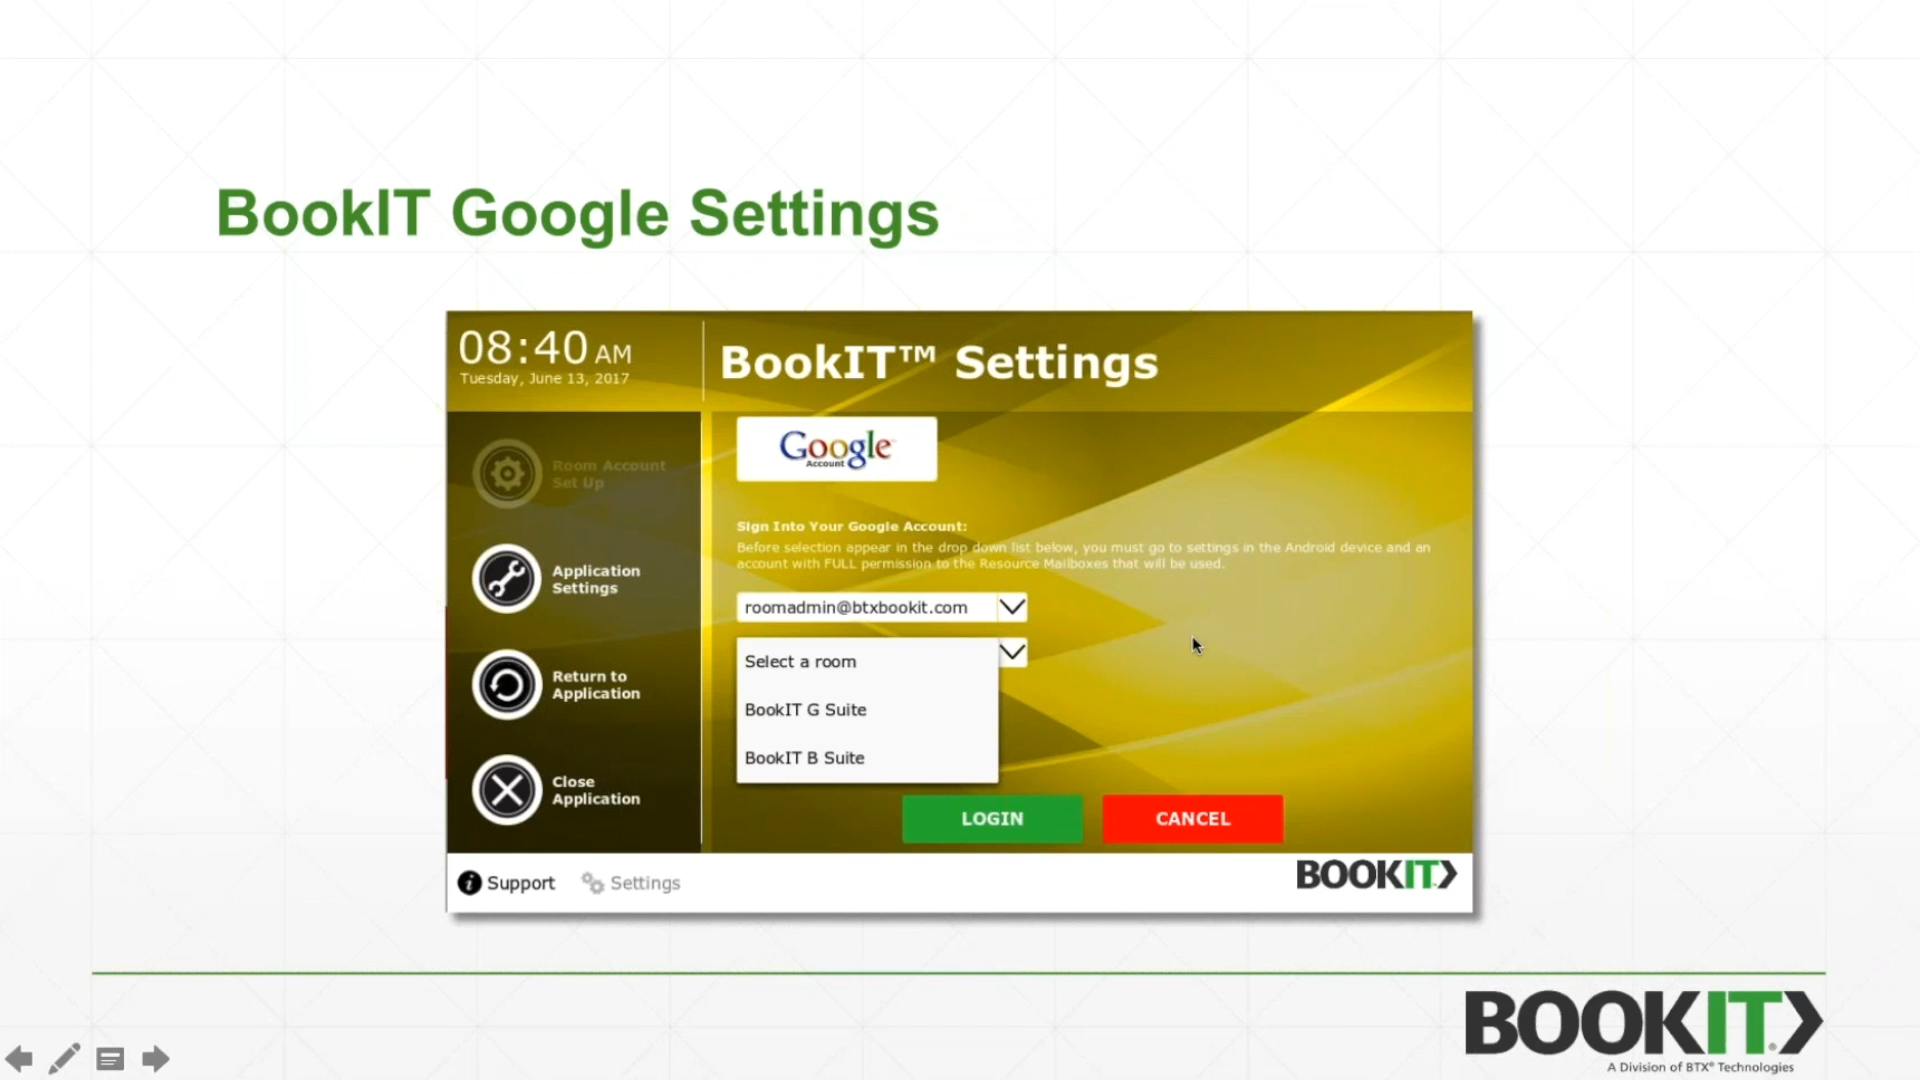 BookIT Google Settings
08:40 AM
Tuesday, June 13, 2017
BookIT™ Settings
Google
Account
Room Account
Set Up
Application
Settings
Return to
Application
Close
Application
Sign Into Your Google Account:
Before selection appear in the drop down list below, you must go to settings in the Android device and an
account with FULL permission to the Resource Mailboxes that will be used.
roomadmin@btxbookit.com
Select a room
BookIT G Suite
BookIT B Suite
LOGIN
CANCEL
Support
Settings
BOOKIT
BOOKIT®
A Division of BTX® Technologies